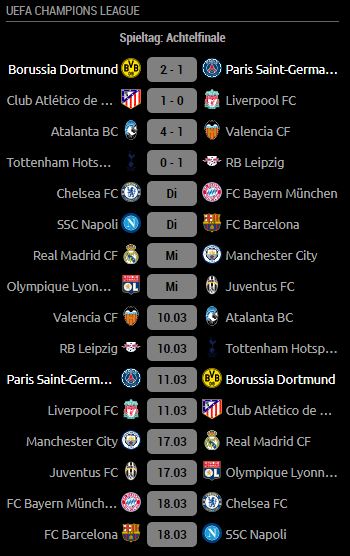 UEFA CHAMPIONS LEAGUE
Spieltag: Achtelfinale
Borussia Dortmund 2 - 1 Paris Saint-Germa...
Club Atlético de ... 1 - 0 Liverpool FC
Atalanta BC 4 - 1 Valencia CF
Tottenham Hotsp... 0 - 1 RB Leipzig
Chelsea FC Di FC Bayern München
SSC Napoli Di FC Barcelona
Real Madrid CF Mi Manchester City
Olympique Lyonn... Mi Juventus FC
Valencia CF 10.03 Atalanta BC
RB Leipzig 10.03 Tottenham Hotsp...
Paris Saint-Germ... 11.03 Borussia Dortmund
Liverpool FC 11.03 Club Atlético de ...
Manchester City 17.03 Real Madrid CF
Juventus FC 17.03 Olympique Lyonn...
FC Bayern Münch... 18.03 Chelsea FC
FC Barcelona 18.03 SSC Napoli